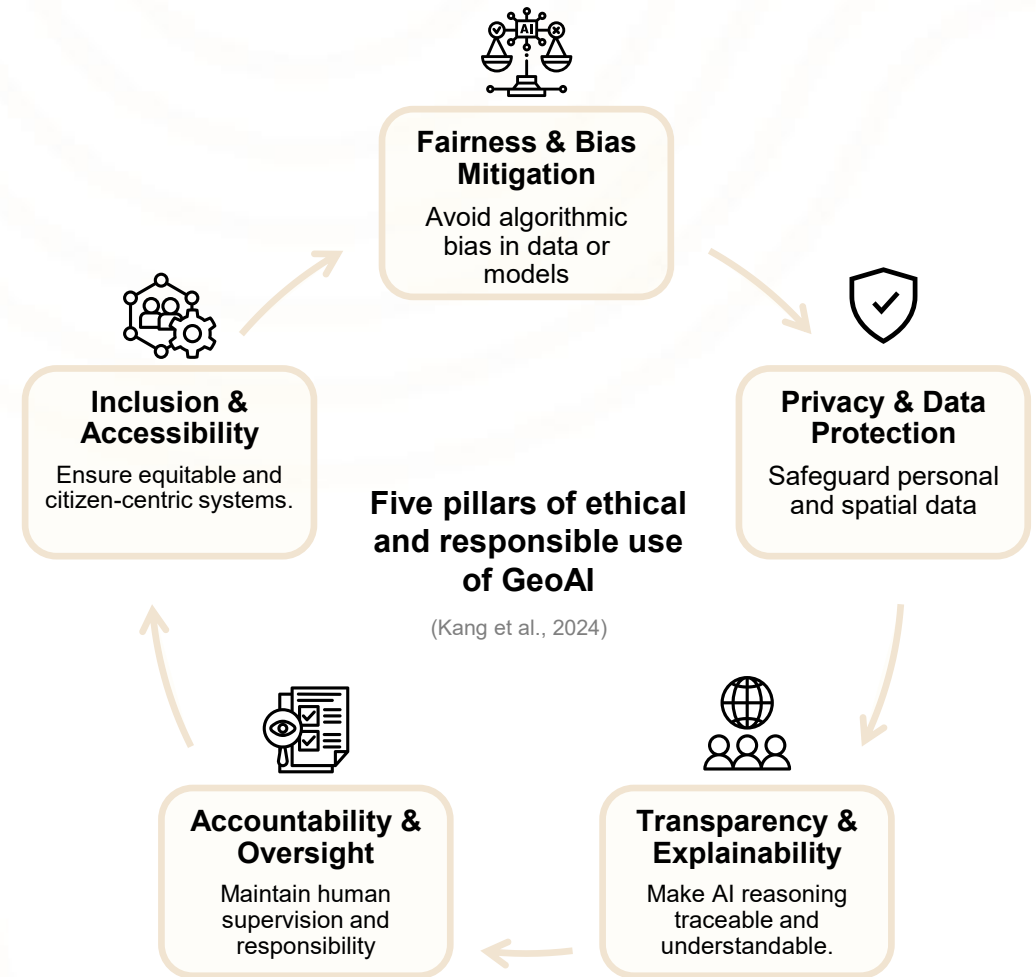 AI
Fairness & Bias
Mitigation
Avoid algorithmic
bias in data or
models
Privacy & Data
Protection
Safeguard personal
and spatial data
Transparency &
Explainability
Make AI reasoning
traceable and
understandable.
Accountability &
Oversight
Maintain human
supervision and
responsibility
Inclusion &
Accessibility
Ensure equitable and
citizen-centric systems.
Five pillars of ethical
and responsible use
of GeoAI
(Kang et al., 2024)